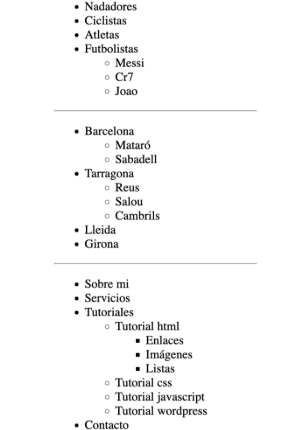 Nadadores
Ciclistas
Atletas
Futbolistas
Messi
Cr7
Joao
Barcelona
Mataró
Sabadell
Tarragona
Reus
Salou
Cambrils
Lleida
Girona
Sobre mi
Servicios
Tutoriales
Tutorial html
Enlaces
Imágenes
Listas
Tutorial css
Tutorial javascript
Tutorial wordpress
Contacto